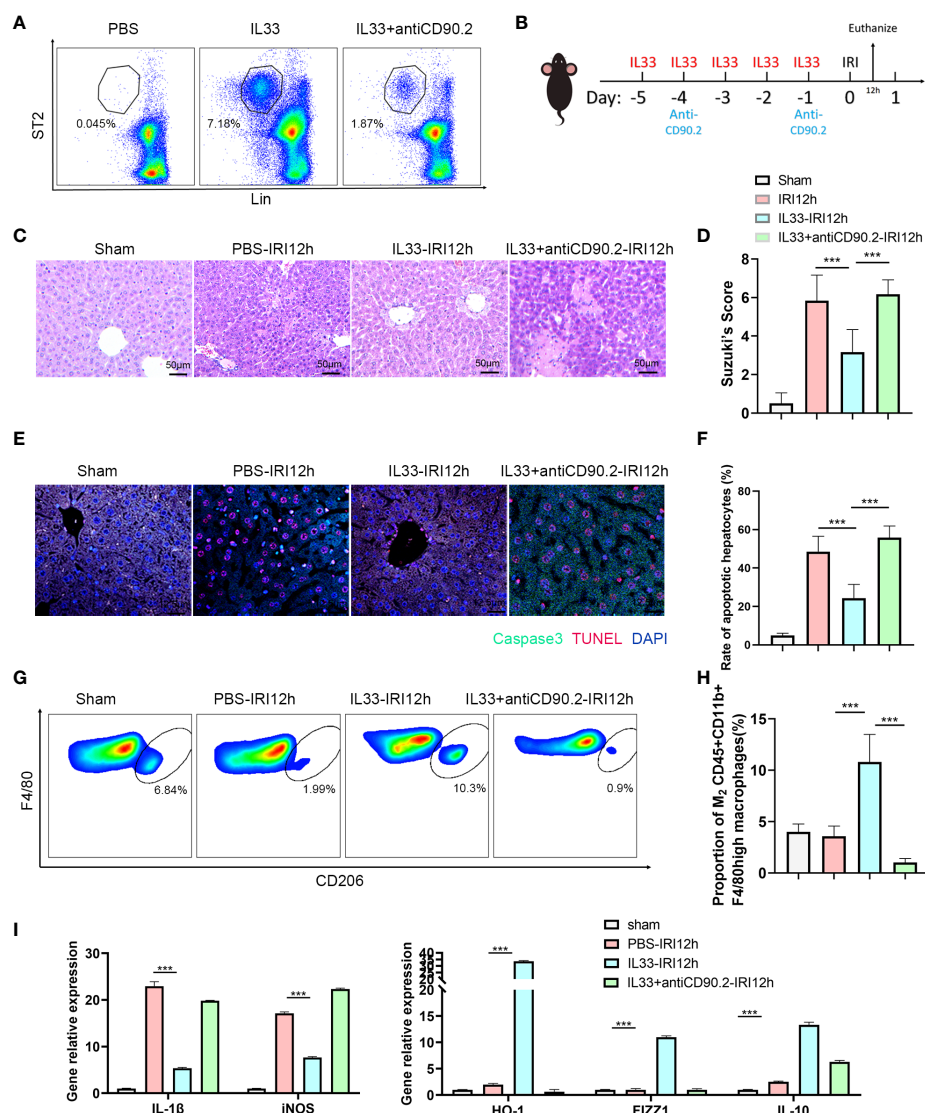 A
PBS
IL33
IL33+antiCD90.2
ST2
0.045%
7.18%
1.87%
Lin
B
Euthanize
IL33 IL33 IL33 IL33 IL33 IRI
12h
Day: -5 -4 -3 -2 -1 0 1
Anti-
CD90.2
Anti-
CD90.2
C
Sham
PBS-IRI12h
IL33-IRI12h
IL33+antiCD90.2-IRI12h
50μm
50μm
50μm
50μm
Sham
IRI12h
IL33-IRI12h
IL33+antiCD90.2-IRI12h
D
Suzuki's Score
8
6
4
2
0
***
***
E
Sham
PBS-IRI12h
IL33-IRI12h
IL33+antiCD90.2-IRI12h
Caspase3 TUNEL DAPI
F
Rate of apoptotic hepatocytes (%)
80
60
40
20
0
***
***
G
Sham
PBS-IRI12h
IL33-IRI12h
IL33+antiCD90.2-IRI12h
F4/80
6.84%
1.99%
10.3%
0.9%
CD206
H
Proportion of M2 CD45+CD11b+
F4/80high macrophages(%)
15
10
5
0
***
***
I
Gene relative expression
30
20
10
0
***
***
IL-1ß
iNOS
Gene relative expression
40
20
20
10
0
***
***
***
HO-1
FIZZ1
IL-10
sham
PBS-IRI12h
IL33-IRI12h
IL33+antiCD90.2-IRI12h